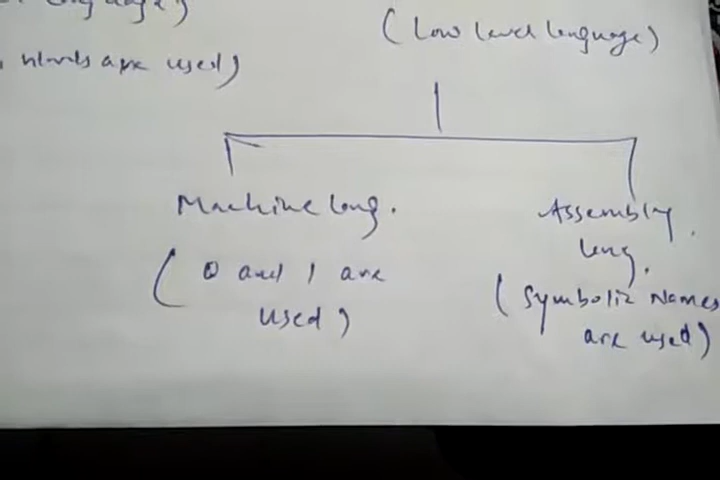 language)
words are used)
(Low level language)
Machine lang.
(0 and 1 are
used)
Assembly
lang.
(Symbolic Names
are used)